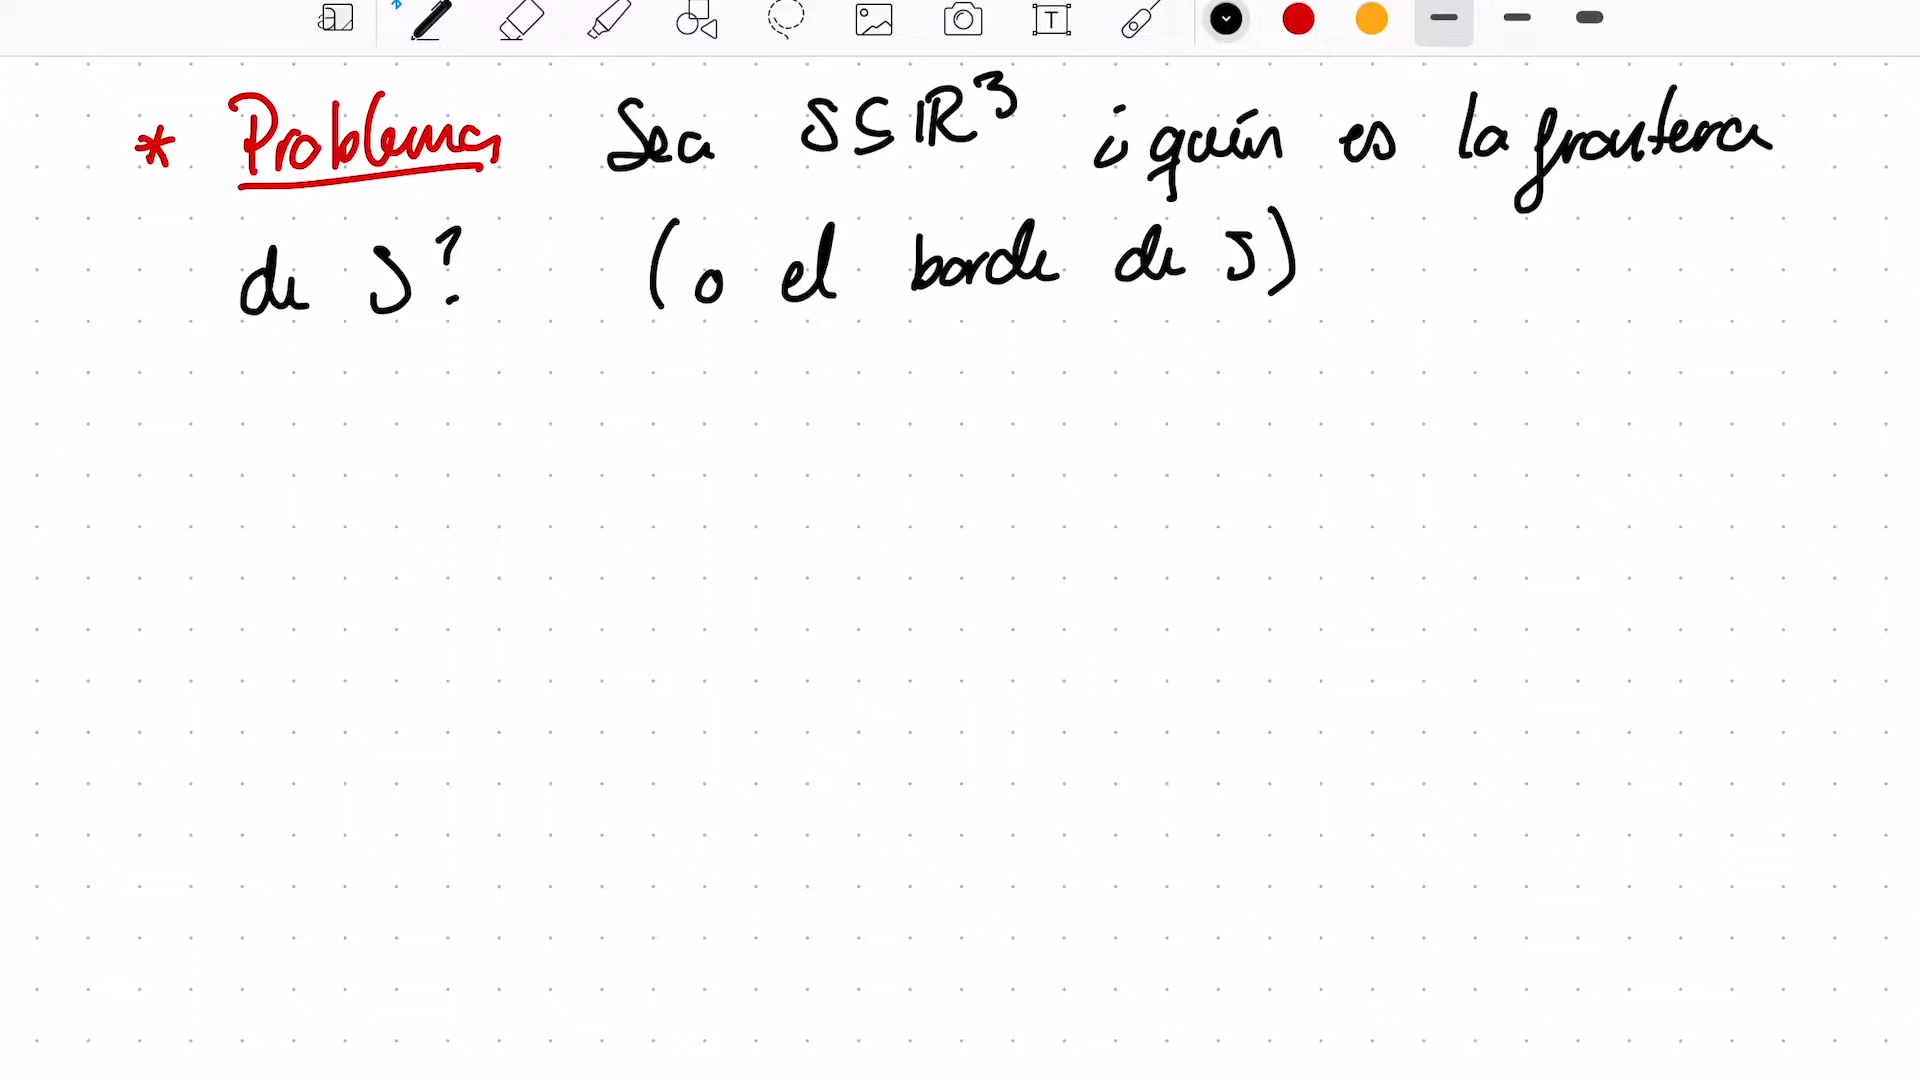 * Problema Sea S ⊆ ℝ³ ¿quién es la frontera
de S? (o el borde de S)